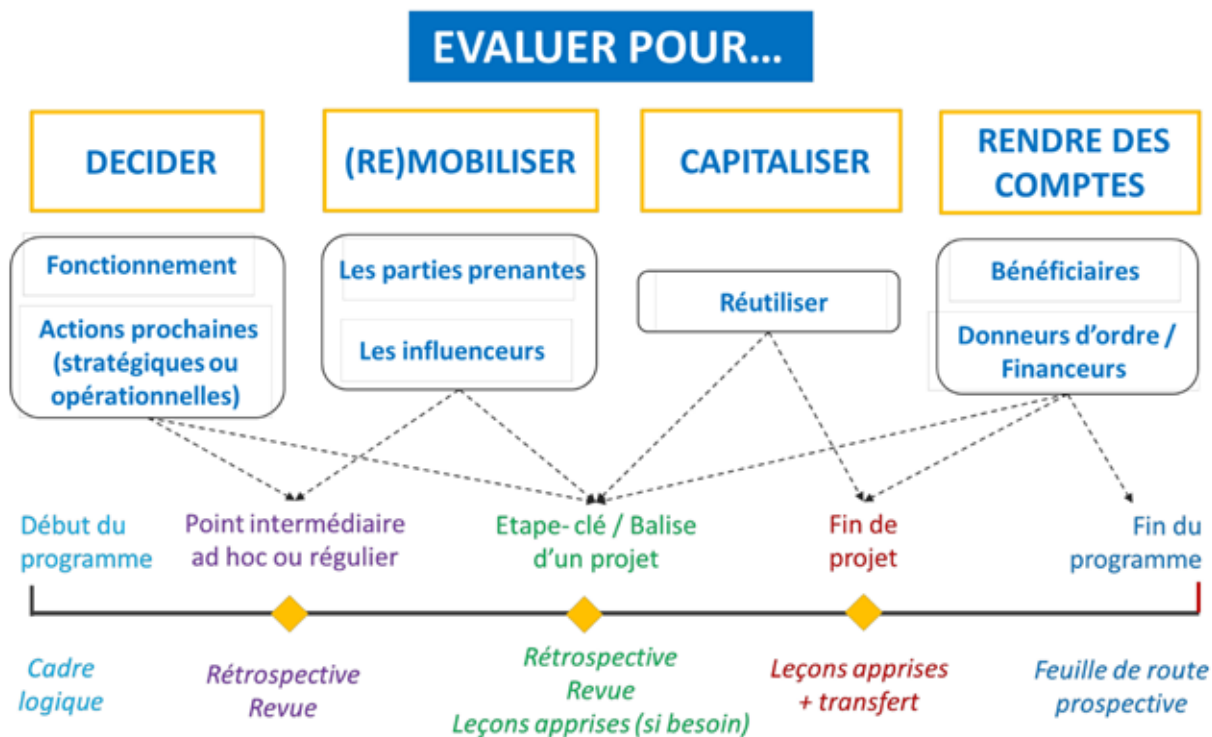 EVALUER POUR...
DECIDER
(RE)MOBILISER
CAPITALISER
RENDRE DES
COMPTES
Fonctionnement
Actions prochaines
(stratégiques ou
opérationnelles)
Les parties prenantes
Les influenceurs
Réutiliser
Bénéficiaires
Donneurs d'ordre /
Financeurs
Début du
programme
Point intermédiaire
ad hoc ou régulier
Etape- clé / Balise
d'un projet
Fin de
projet
Fin du
programme
Cadre
logique
Rétrospective
Revue
Rétrospective
Revue
Leçons apprises (si besoin)
Leçons apprises
+ transfert
Feuille de route
prospective